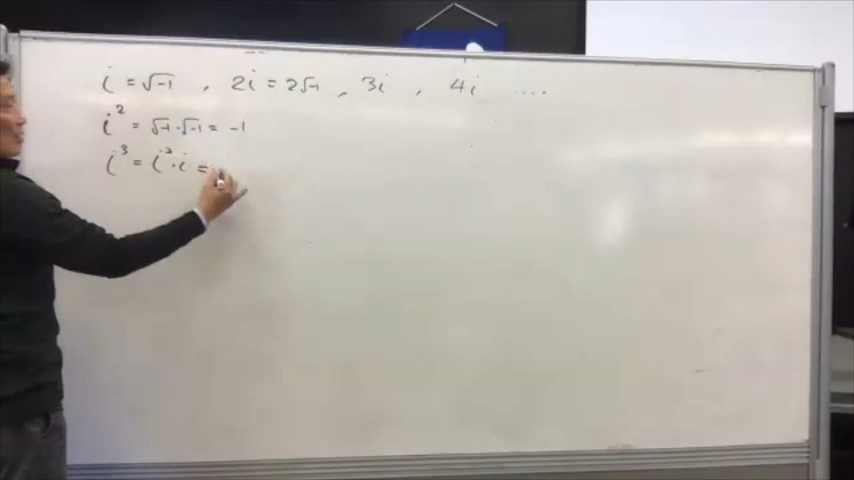 i = √-1 , 2i = 2√-1 , 3i , 4i ....
i² = √-1 · √-1 = -1
i³ = i² · i =